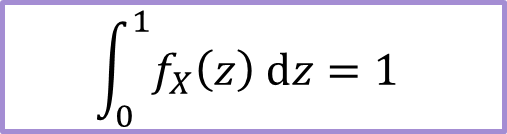 ∫₀¹ f_X(z) dz = 1